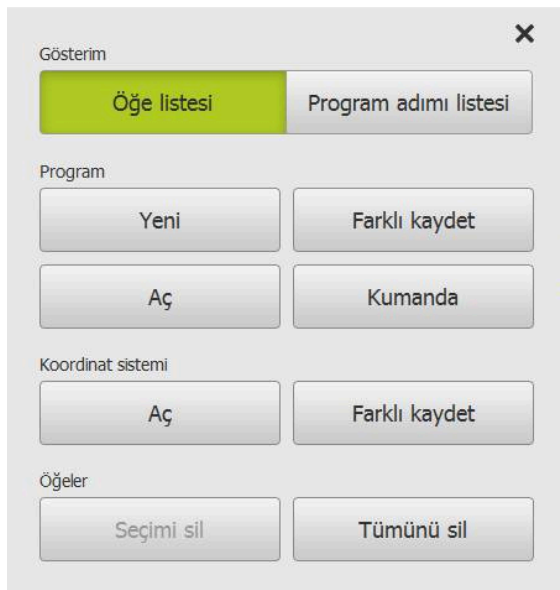 Gösterim
Öğe listesi Program adımı listesi
Program
Yeni Farklı kaydet
Aç Kumanda
Koordinat sistemi
Aç Farklı kaydet
Öğeler
Seçimi sil Tümünü sil